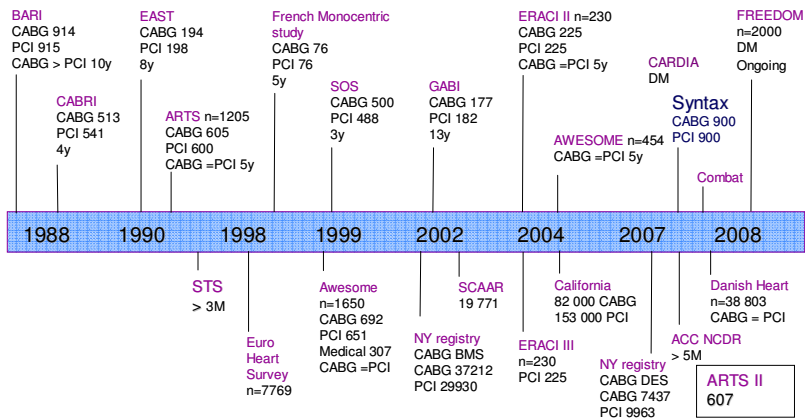 BARI
CABG 914
PCI 915
CABG > PCI 10y
CABRI
CABG 513
PCI 541
4y
EAST
CABG 194
PCI 198
8y
ARTS n=1205
CABG 605
PCI 600
CABG =PCI 5y
French Monocentric
study
CABG 76
PCI 76
5y
SOS
CABG 500
PCI 488
3y
GABI
CABG 177
PCI 182
13y
ERACI II n=230
CABG 225
PCI 225
CABG =PCI 5y
AWESOME n=454
CABG =PCI 5y
CARDIA
DM
Syntax
CABG 900
PCI 900
Combat
FREEDOM
n=2000
DM
Ongoing
1988 1990 1998 1999 2002 2004 2007 2008
STS
> 3M
Euro
Heart
Survey
n=7769
Awesome
n=1650
CABG 692
PCI 651
Medical 307
CABG =PCI
NY registry
CABG BMS
CABG 37212
PCI 29930
SCAAR
19 771
ERACI III
n=230
PCI 225
California
82 000 CABG
153 000 PCI
NY registry
CABG DES
CABG 7437
PCI 9963
ACC NCDR
> 5M
Danish Heart
n=38 803
CABG = PCI
ARTS II
607